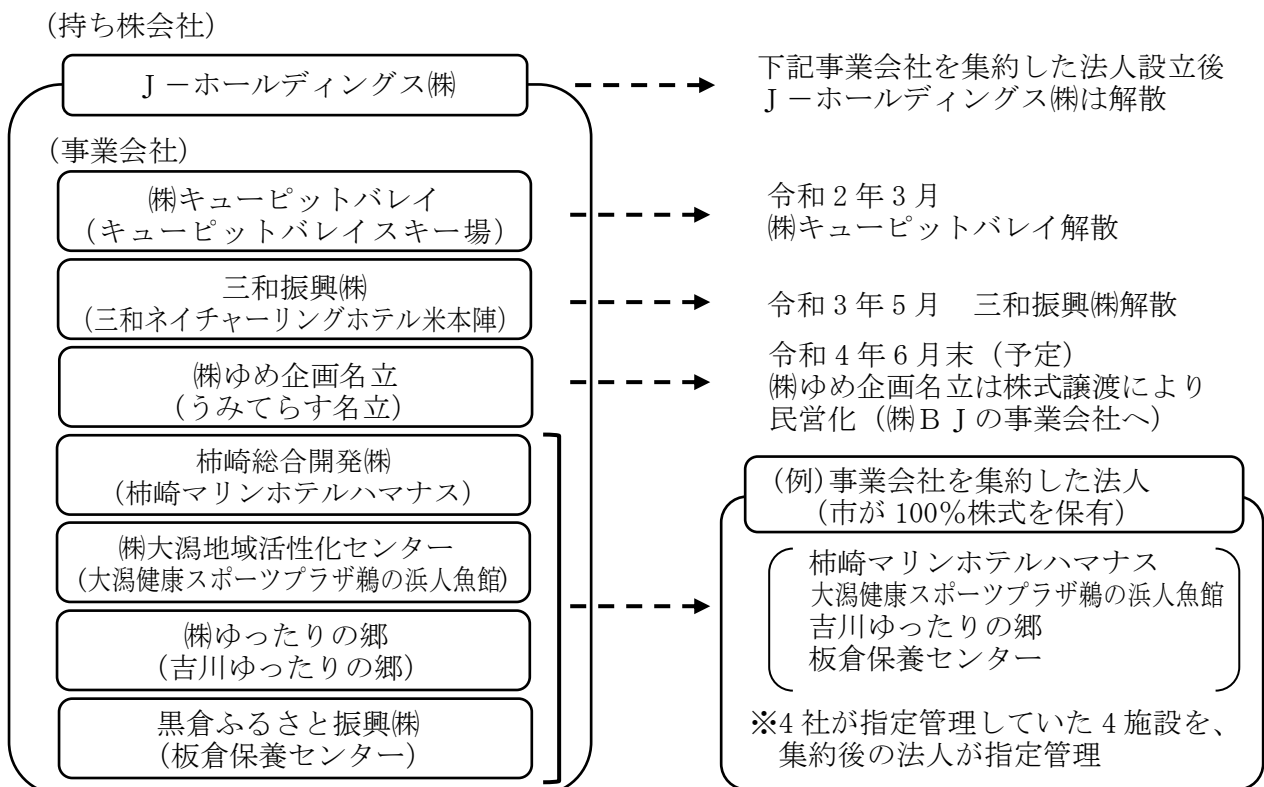 (持ち株会社)
J－ホールディングス㈱
下記事業会社を集約した法人設立後
J－ホールディングス㈱は解散
(事業会社)
㈱キューピットバレイ
(キューピットバレイスキー場)
令和2年3月
㈱キューピットバレイ解散
三和振興㈱
(三和ネイチャーリングホテル米本陣)
令和3年5月　三和振興㈱解散
㈱ゆめ企画名立
(うみてらす名立)
令和4年6月末（予定）
㈱ゆめ企画名立は株式譲渡により
民営化（㈱BJの事業会社へ）
柿崎総合開発㈱
(柿崎マリンホテルハマナス)
㈱大潟地域活性化センター
(大潟健康スポーツプラザ鵜の浜人魚館)
㈱ゆったりの郷
(吉川ゆったりの郷)
黒倉ふるさと振興㈱
(板倉保養センター)
(例)事業会社を集約した法人
(市が100％株式を保有)
柿崎マリンホテルハマナス
大潟健康スポーツプラザ鵜の浜人魚館
吉川ゆったりの郷
板倉保養センター
※4社が指定管理していた4施設を、
集約後の法人が指定管理